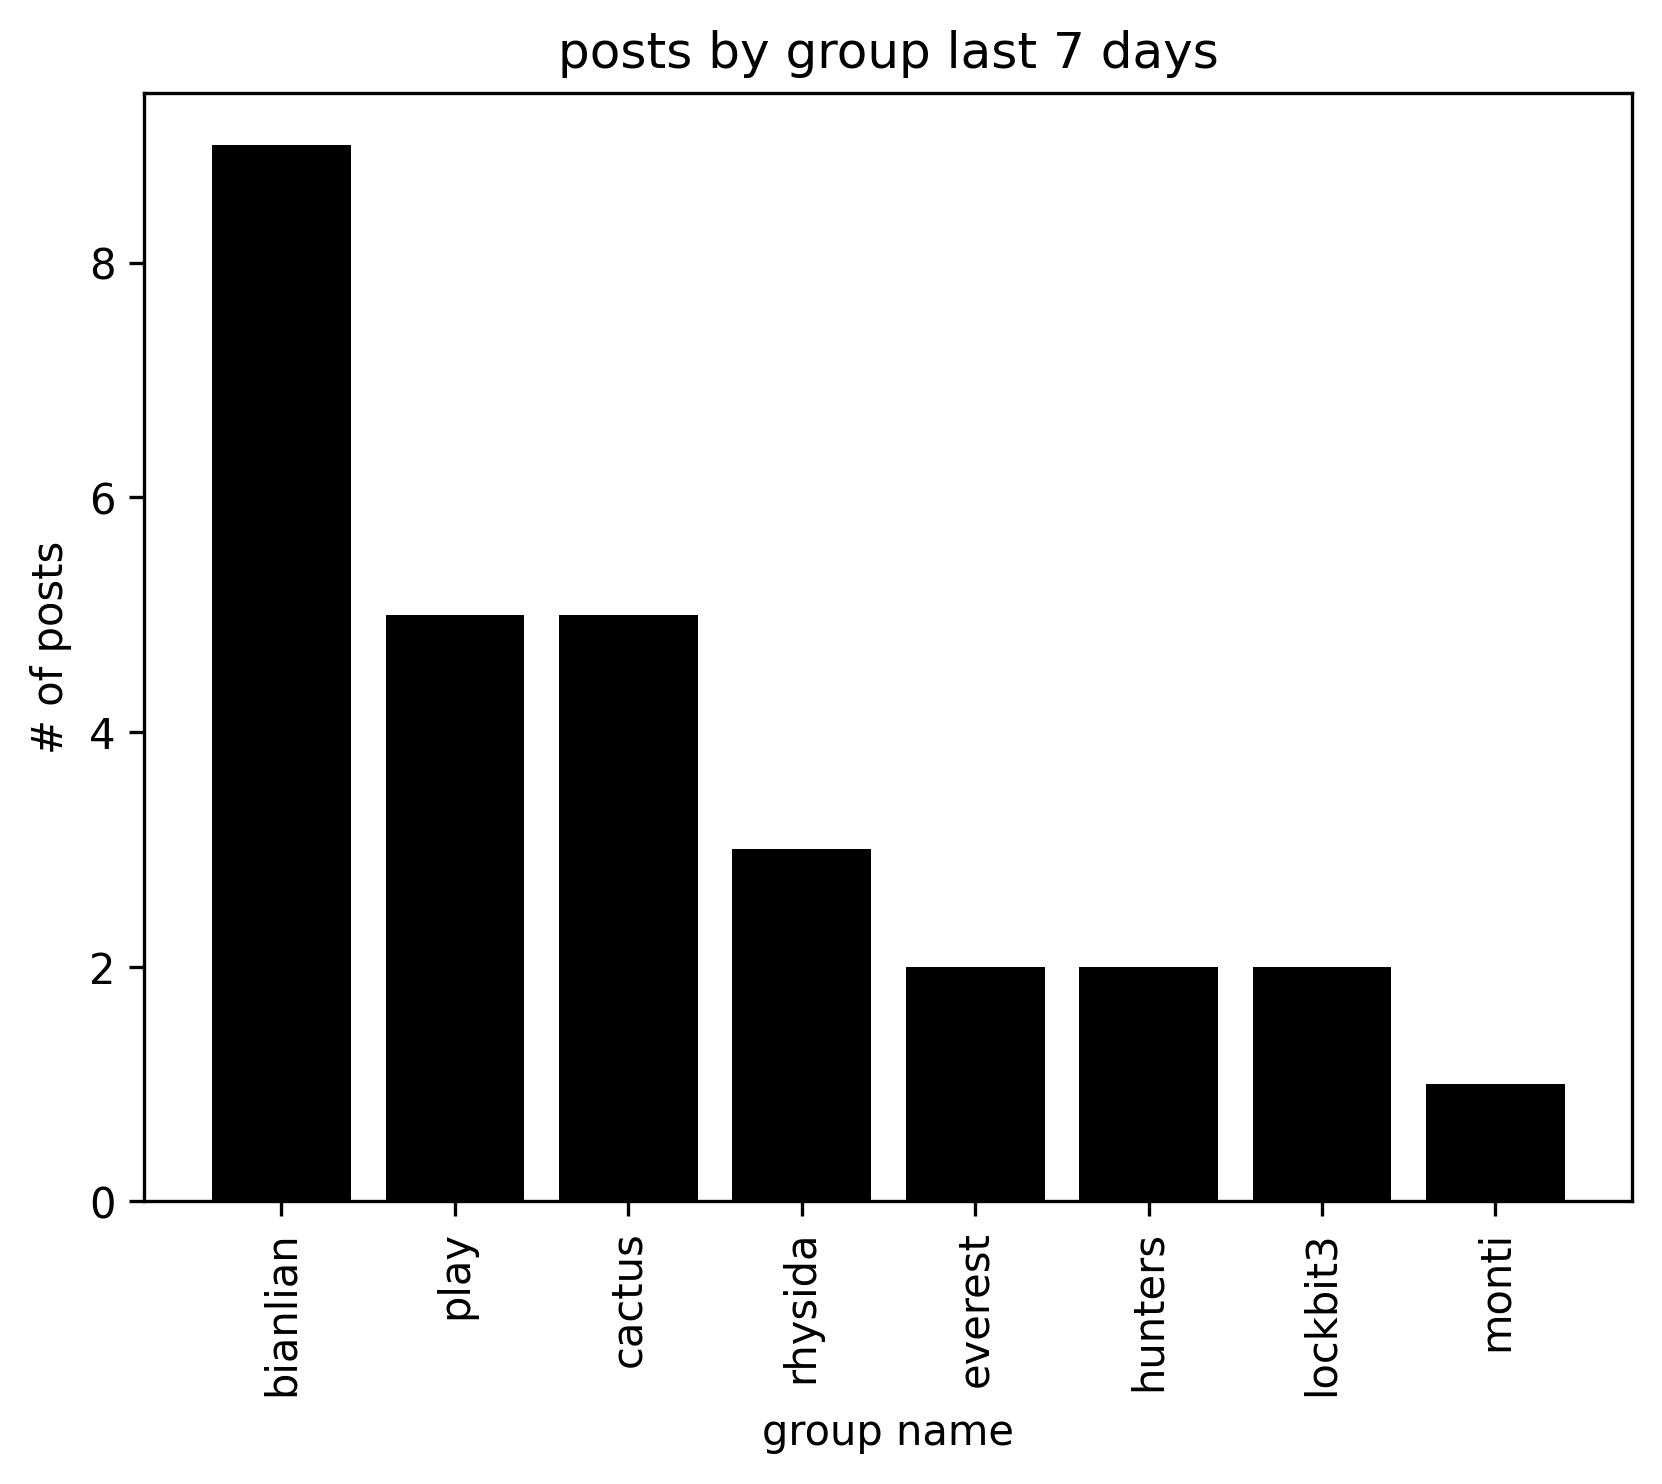 posts by group last 7 days
# of posts
8
6
4
2
0
bianlian
play
cactus
rhysida
everest
hunters
lockbit3
monti
group name